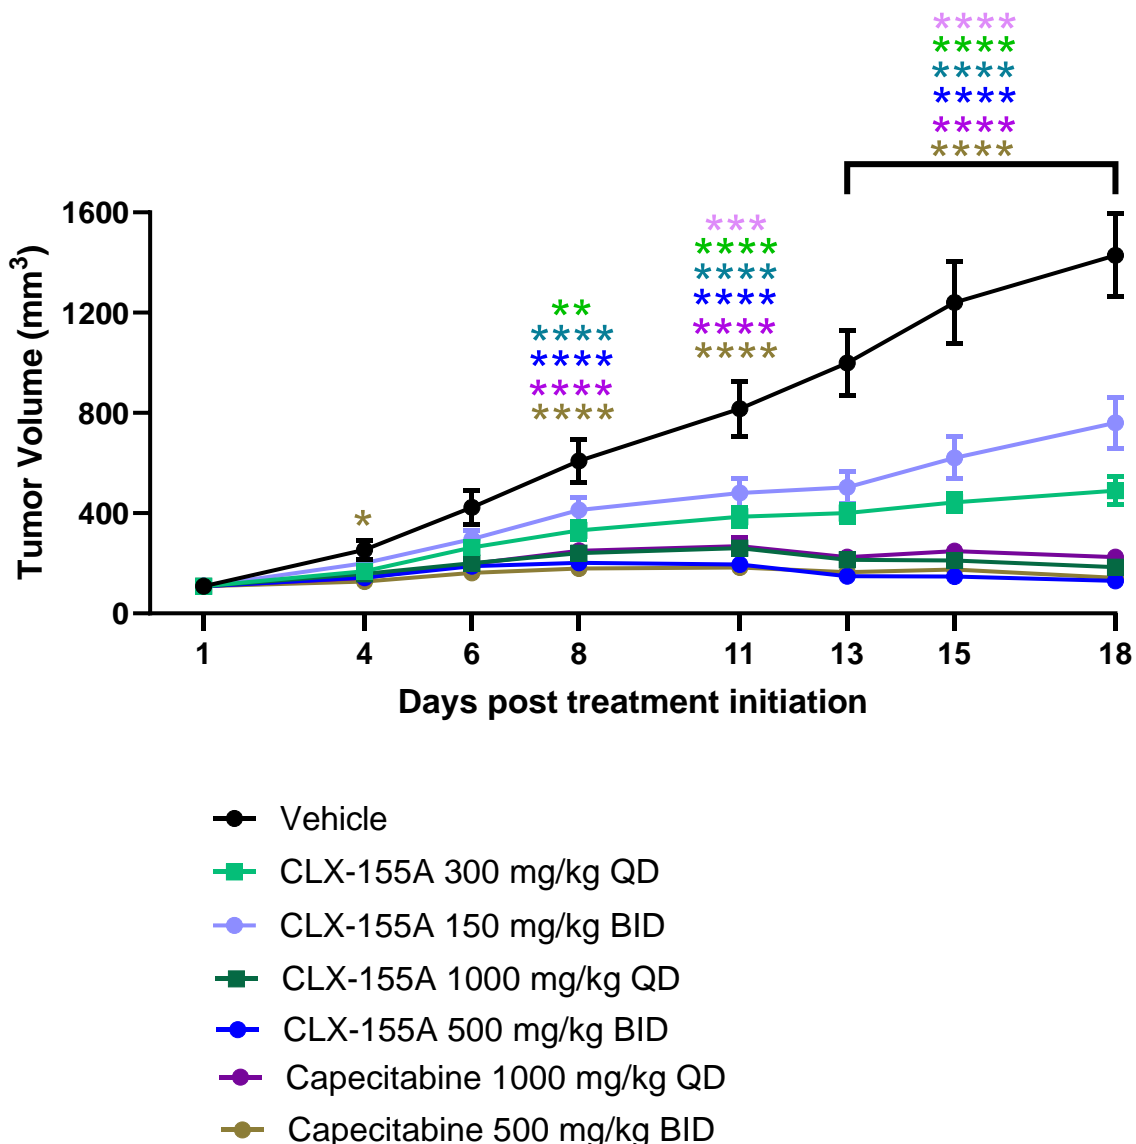 ****
****
****
****
****
****
1600
***
****
****
****
****
****
1200
**
****
****
****
****
800
*
400
0
Tumor Volume (mm³)
1 4 6 8 11 13 15 18
Days post treatment initiation
Vehicle
CLX-155A 300 mg/kg QD
CLX-155A 150 mg/kg BID
CLX-155A 1000 mg/kg QD
CLX-155A 500 mg/kg BID
Capecitabine 1000 mg/kg QD
Capecitabine 500 mg/kg BID